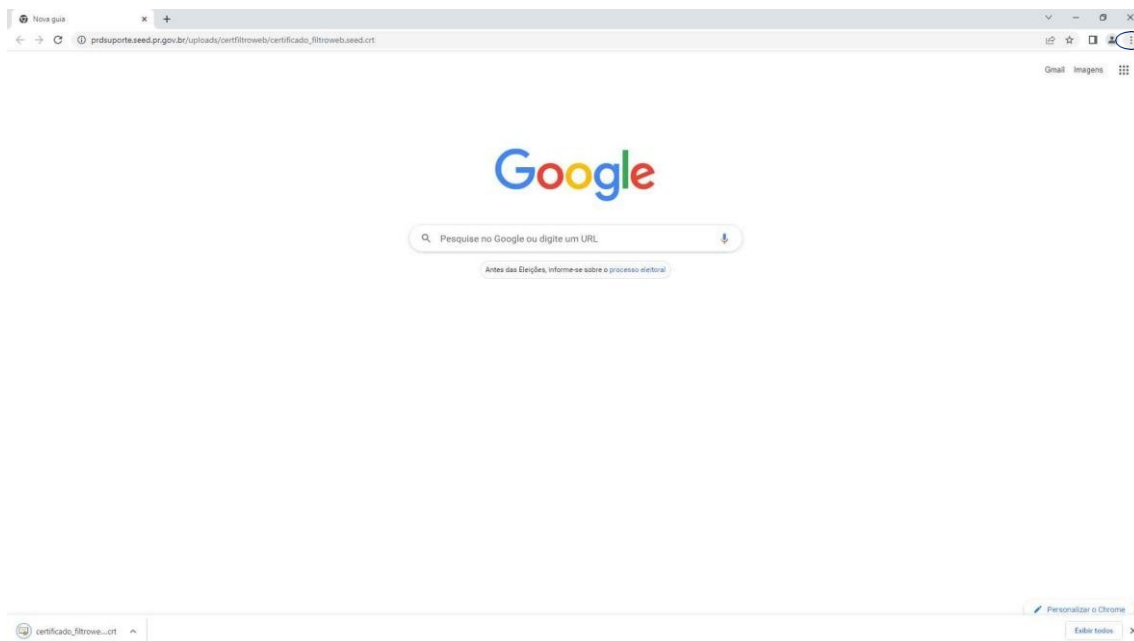 Nova guia
prdsuporte.seed.pr.gov.br/uploads/certfiltroweb/certificado_filtroweb.seed.crt
Gmail Imagens
Google
Pesquise no Google ou digite um URL
Antes das Eleições, informe-se sobre o processo eleitoral
Personalizar o Chrome
certificado_filtrowe....crt
Exibir todos